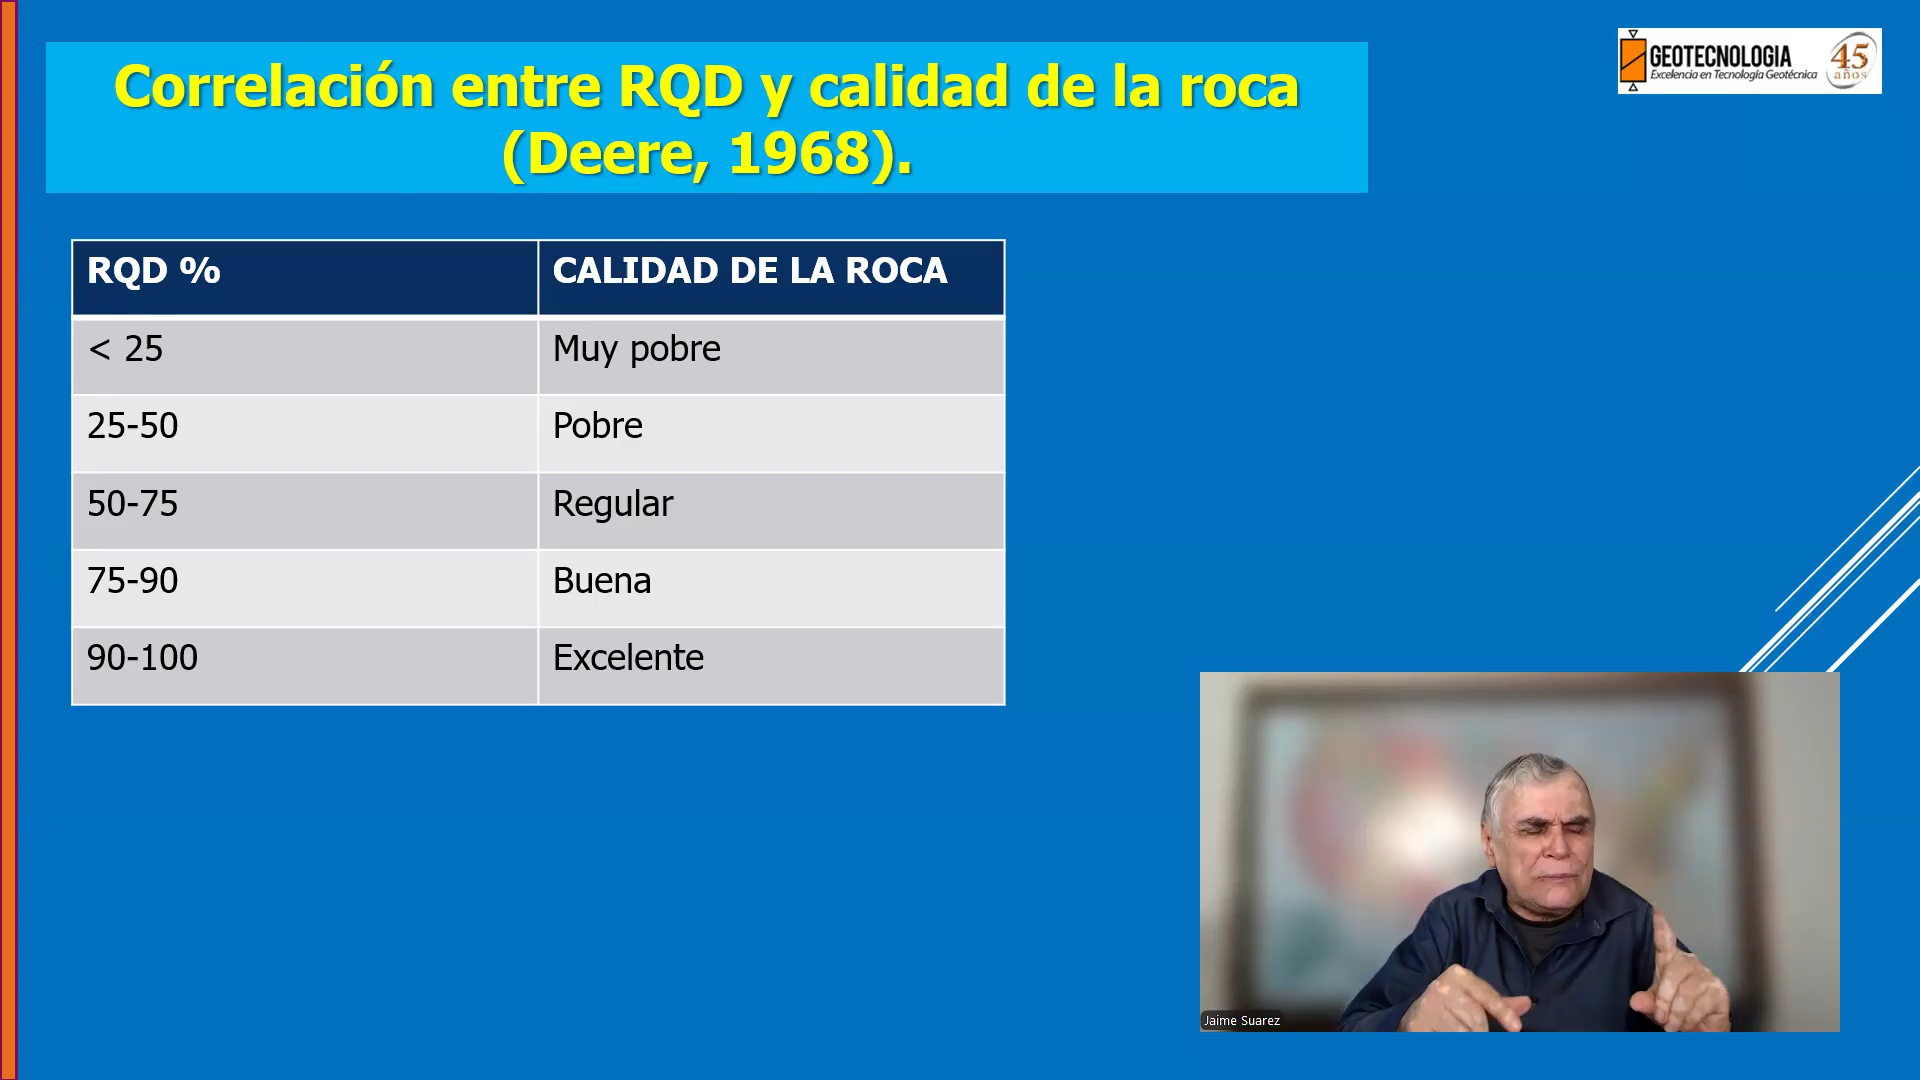 Correlación entre RQD y calidad de la roca
(Deere, 1968).
GEOTECNOLOGIA
Excelencia en Tecnología Geotécnica
45
años
RQD % CALIDAD DE LA ROCA
< 25 Muy pobre
25-50 Pobre
50-75 Regular
75-90 Buena
90-100 Excelente
Jaime Suarez